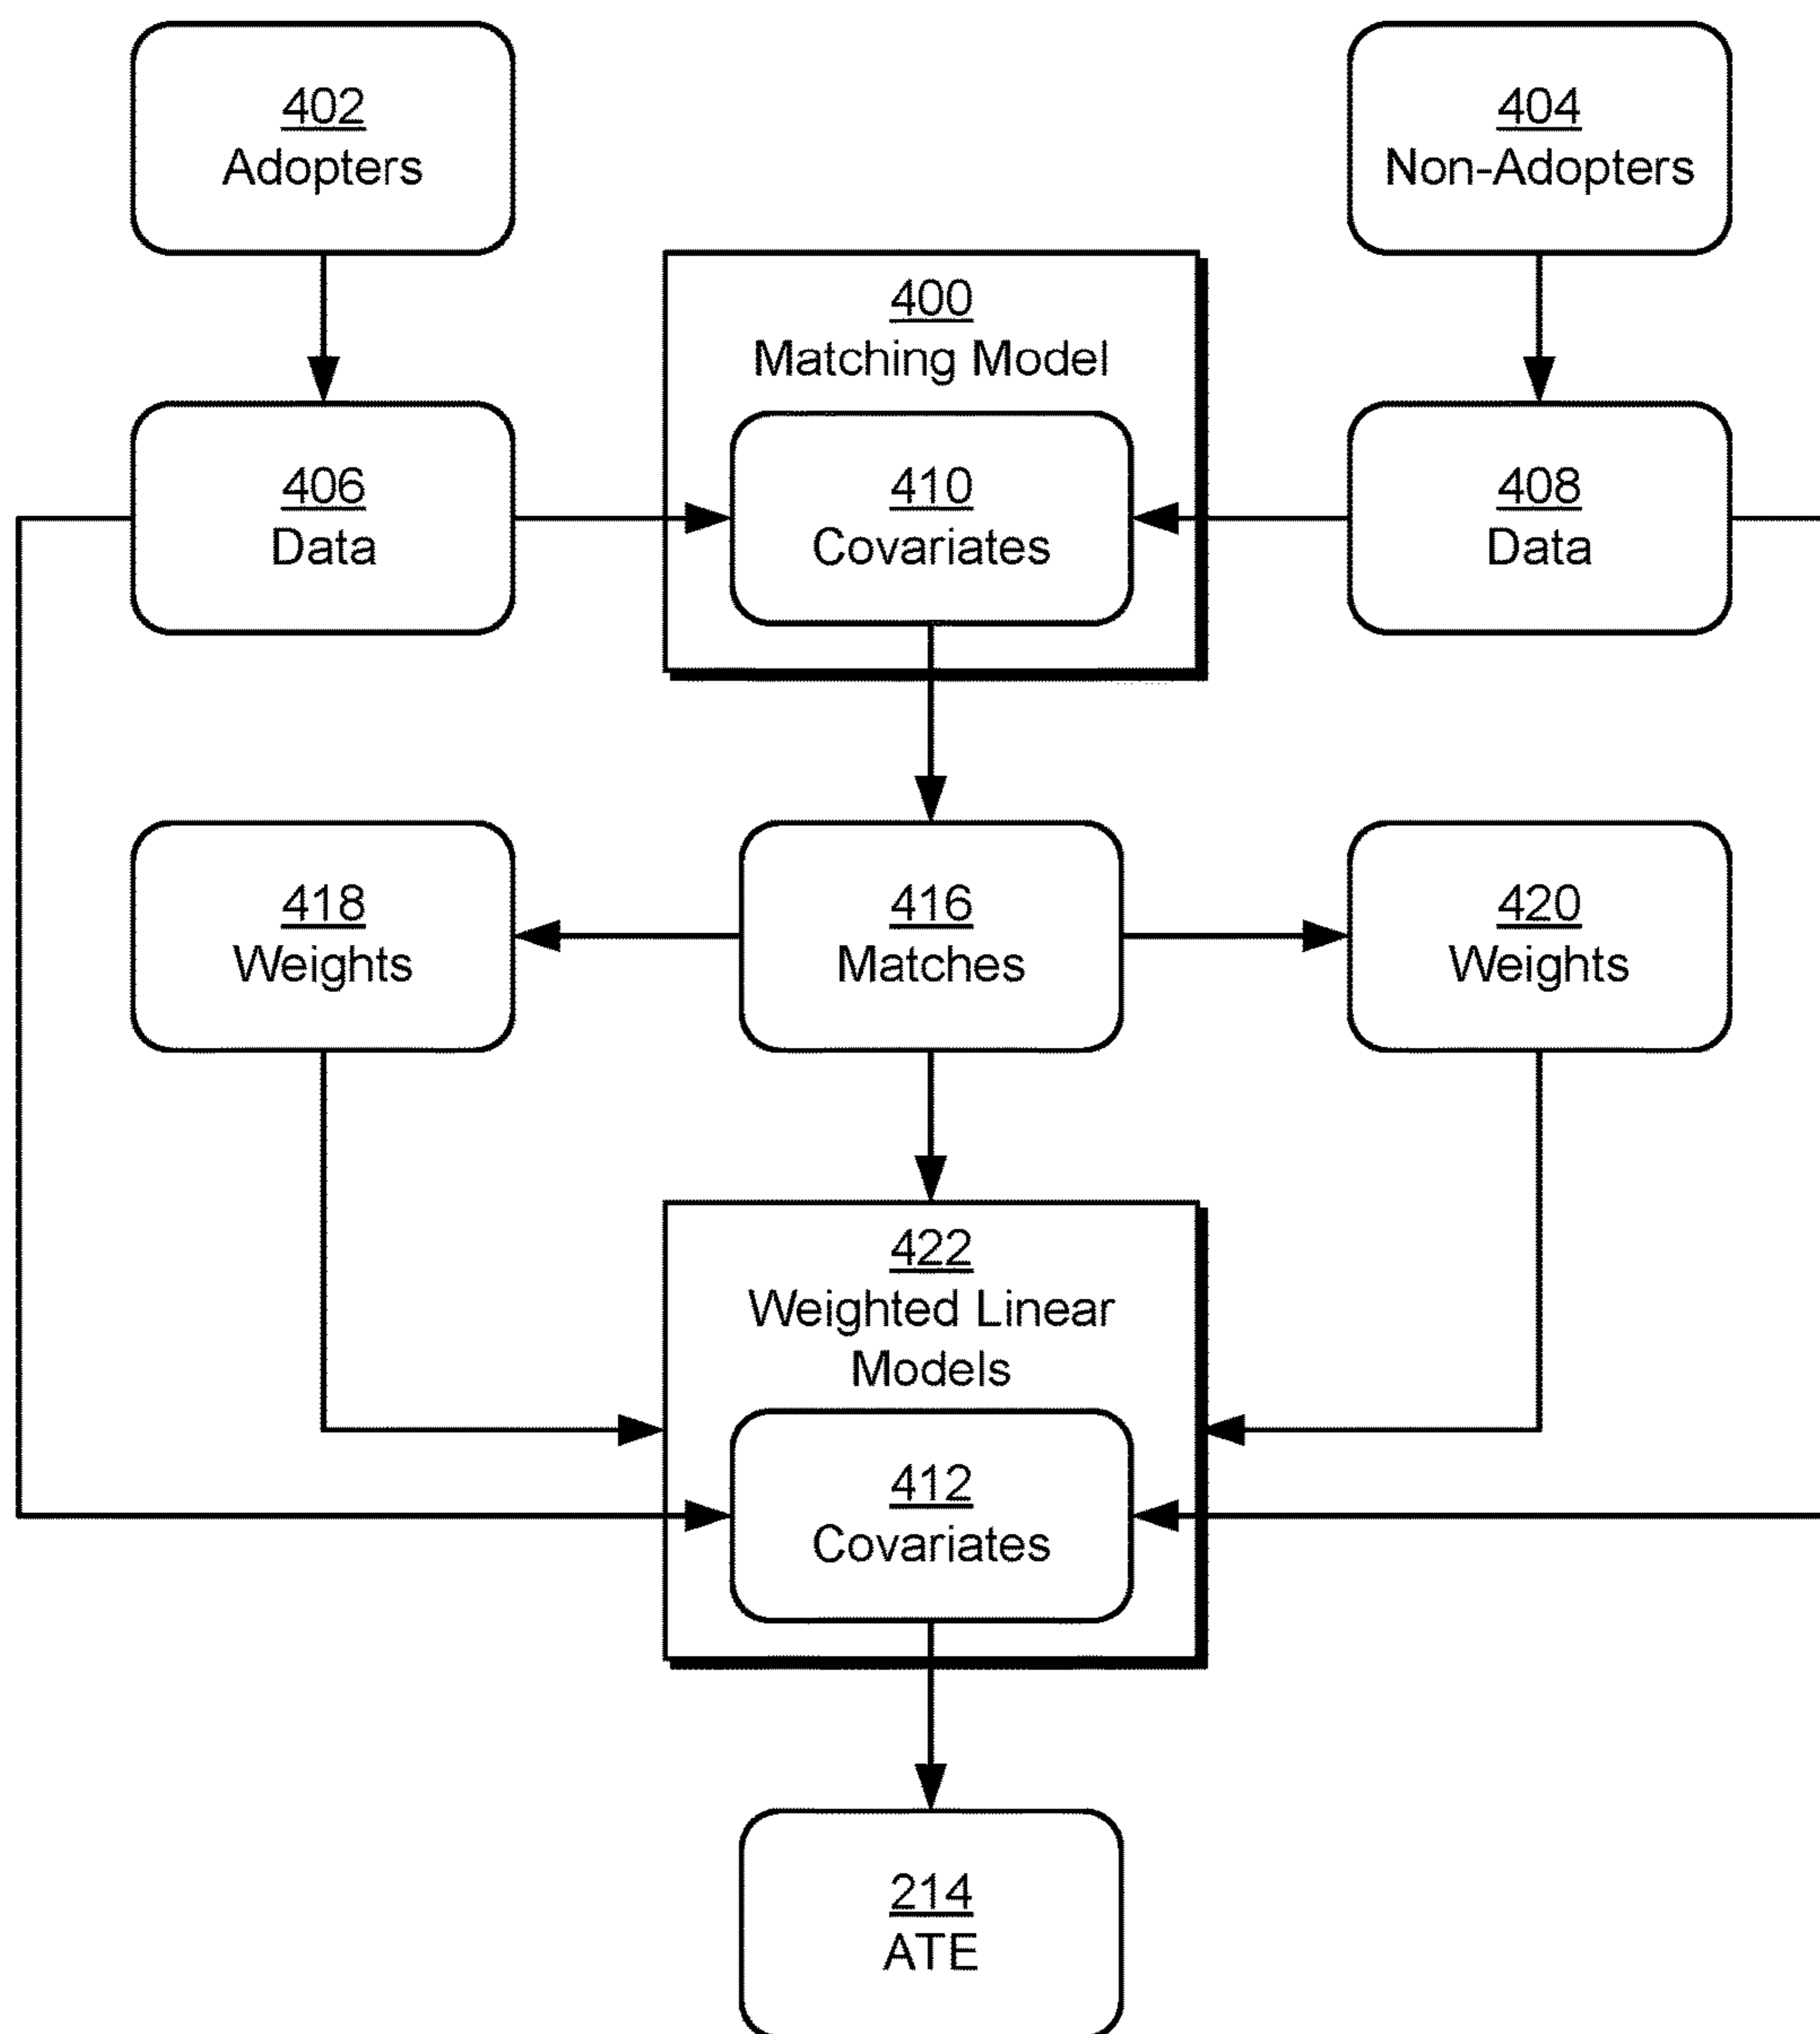 402
Adopters
404
Non-Adopters
400
Matching Model
406
Data
410
Covariates
408
Data
418
Weights
416
Matches
420
Weights
422
Weighted Linear
Models
412
Covariates
214
ATE